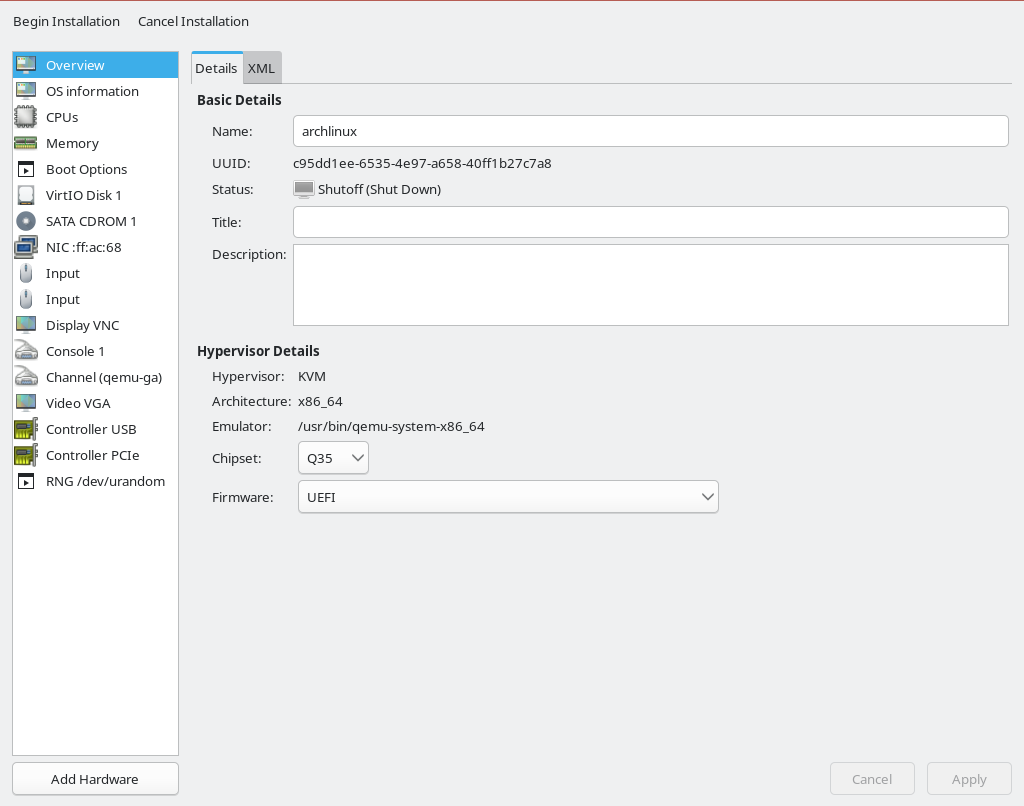 Begin Installation Cancel Installation
Overview
OS information
CPUs
Memory
Boot Options
VirtIO Disk 1
SATA CDROM 1
NIC :ff:ac:68
Input
Input
Display VNC
Console 1
Channel (qemu-ga)
Video VGA
Controller USB
Controller PCIe
RNG /dev/urandom
Add Hardware
Details XML
Basic Details
Name: archlinux
UUID: c95dd1ee-6535-4e97-a658-40ff1b27c7a8
Status: Shutoff (Shut Down)
Title:
Description:
Hypervisor Details
Hypervisor: KVM
Architecture: x86_64
Emulator: /usr/bin/qemu-system-x86_64
Chipset: Q35
Firmware: UEFI
Cancel Apply